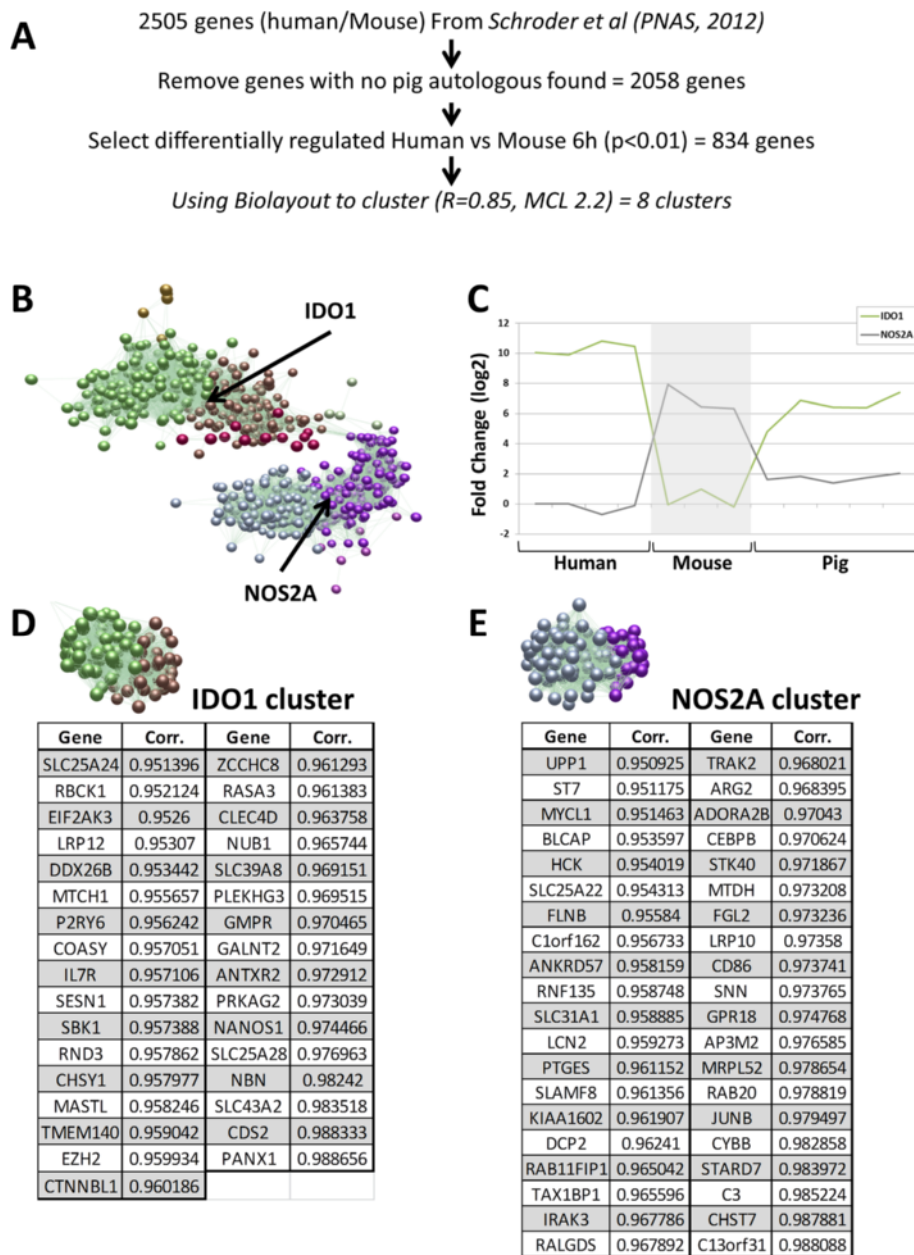 A
2505 genes (human/Mouse) From Schroder et al (PNAS, 2012)
Remove genes with no pig autologous found = 2058 genes
Select differentially regulated Human vs Mouse 6h (p<0.01) = 834 genes
Using Biolayout to cluster (R=0.85, MCL 2.2) = 8 clusters
B
IDO1
NOS2A
C
IDO1
NOS2A
Fold Change (log2)
12
10
8
6
4
2
0
-2
Human Mouse Pig
D
IDO1 cluster
Gene Corr. Gene Corr.
SLC25A24 0.951396 ZCCHC8 0.961293
RBCK1 0.952124 RASA3 0.961383
EIF2AK3 0.9526 CLEC4D 0.963758
LRP12 0.95307 NUB1 0.965744
DDX26B 0.953442 SLC39A8 0.969151
MTCH1 0.955657 PLEKHG3 0.969515
P2RY6 0.956242 GMPR 0.970465
COASY 0.957051 GALNT2 0.971649
IL7R 0.957106 ANTXR2 0.972912
SESN1 0.957382 PRKAG2 0.973039
SBK1 0.957388 NANOS1 0.974466
RND3 0.957862 SLC25A28 0.976963
CHSY1 0.957977 NBN 0.98242
MASTL 0.958246 SLC43A2 0.983518
TMEM140 0.959042 CDS2 0.988333
EZH2 0.959934 PANX1 0.988656
CTNNBL1 0.960186
E
NOS2A cluster
Gene Corr. Gene Corr.
UPP1 0.950925 TRAK2 0.968021
ST7 0.951175 ARG2 0.968395
MYCL1 0.951463 ADORA2B 0.97043
BLCAP 0.953597 CEBPB 0.970624
HCK 0.954019 STK40 0.971867
SLC25A22 0.954313 MTDH 0.973208
FLNB 0.95584 FGL2 0.973236
C1orf162 0.956733 LRP10 0.97358
ANKRD57 0.958159 CD86 0.973741
RNF135 0.958748 SNN 0.973765
SLC31A1 0.958885 GPR18 0.974768
LCN2 0.959273 AP3M2 0.976585
PTGES 0.961152 MRPL52 0.978654
SLAMF8 0.961356 RAB20 0.978819
KIAA1602 0.961907 JUNB 0.979497
DCP2 0.96241 CYBB 0.982858
RAB11FIP1 0.965042 STARD7 0.983972
TAX1BP1 0.965596 C3 0.985224
IRAK3 0.967786 CHST7 0.987881
RALGDS 0.967892 C13orf31 0.988088